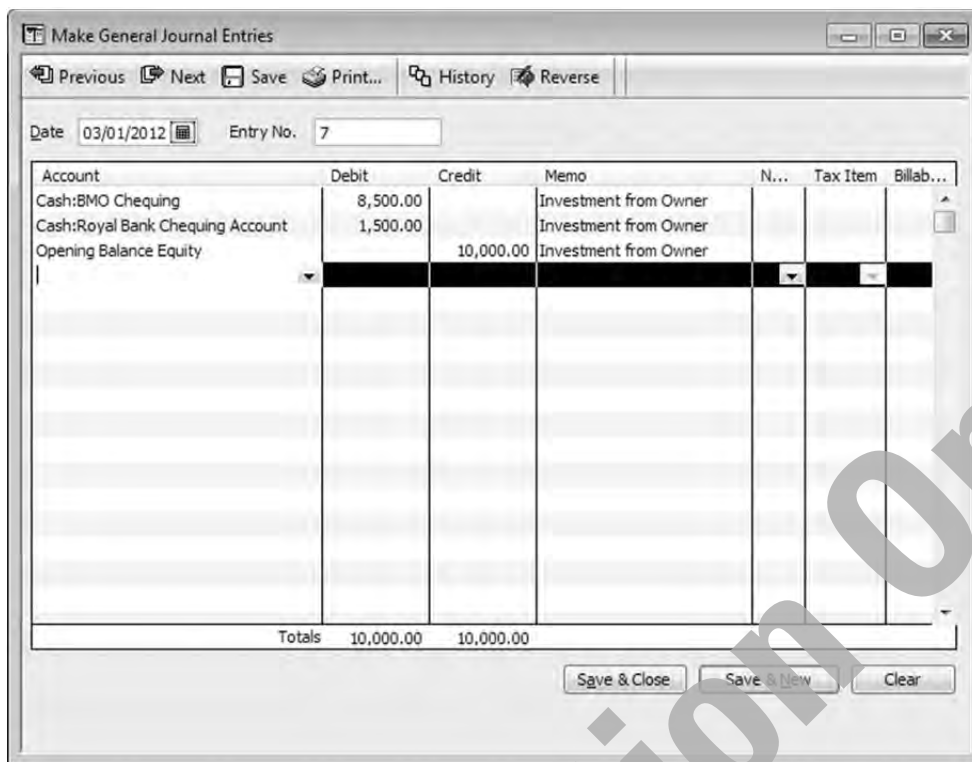 Make General Journal Entries
Previous Next Save Print... History Reverse
Date 03/01/2012 Entry No. 7
Account Debit Credit Memo N... Tax Item Billab...
Cash:BMO Chequing 8,500.00 Investment from Owner
Cash:Royal Bank Chequing Account 1,500.00 Investment from Owner
Opening Balance Equity 10,000.00 Investment from Owner
Totals 10,000.00 10,000.00
Save & Close Save & New Clear
ion On